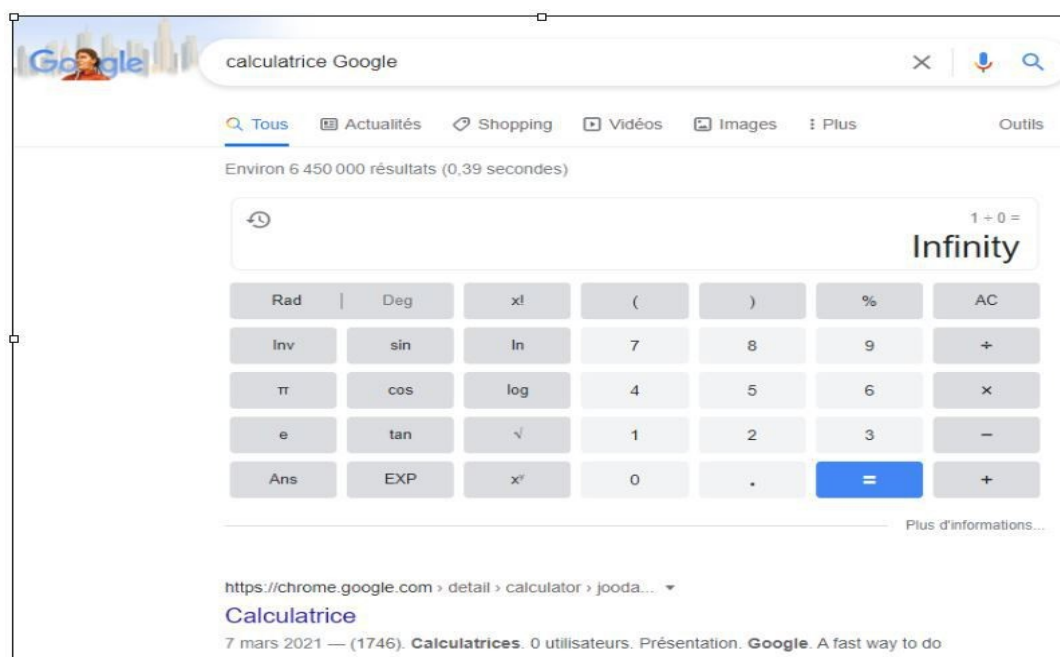 Google
calculatrice Google
Tous Actualités Shopping Vidéos Images Plus Outils
Environ 6 450 000 résultats (0,39 secondes)
1 ÷ 0 =
Infinity
Rad | Deg x! ( ) % AC
Inv sin ln 7 8 9 ÷
π cos log 4 5 6 ×
e tan √ 1 2 3 −
Ans EXP xʸ 0 . = +
Plus d'informations...
https://chrome.google.com › detail › calculator › jooda...
Calculatrice
7 mars 2021 — (1746). Calculatrices. 0 utilisateurs. Présentation. Google. A fast way to do